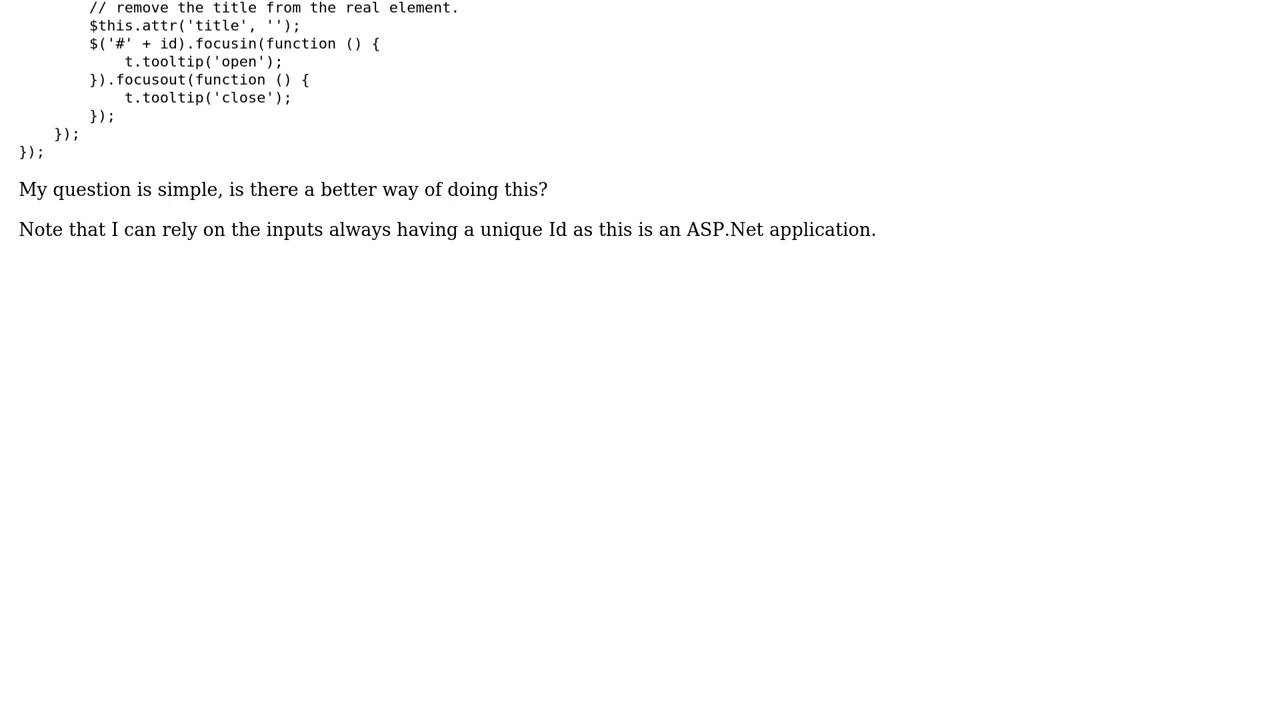 // remove the title from the real element.
        $this.attr('title', '');
        $('#' + id).focusin(function () {
            t.tooltip('open');
        }).focusout(function () {
            t.tooltip('close');
        });
    });
});
My question is simple, is there a better way of doing this?
Note that I can rely on the inputs always having a unique Id as this is an ASP.Net application.